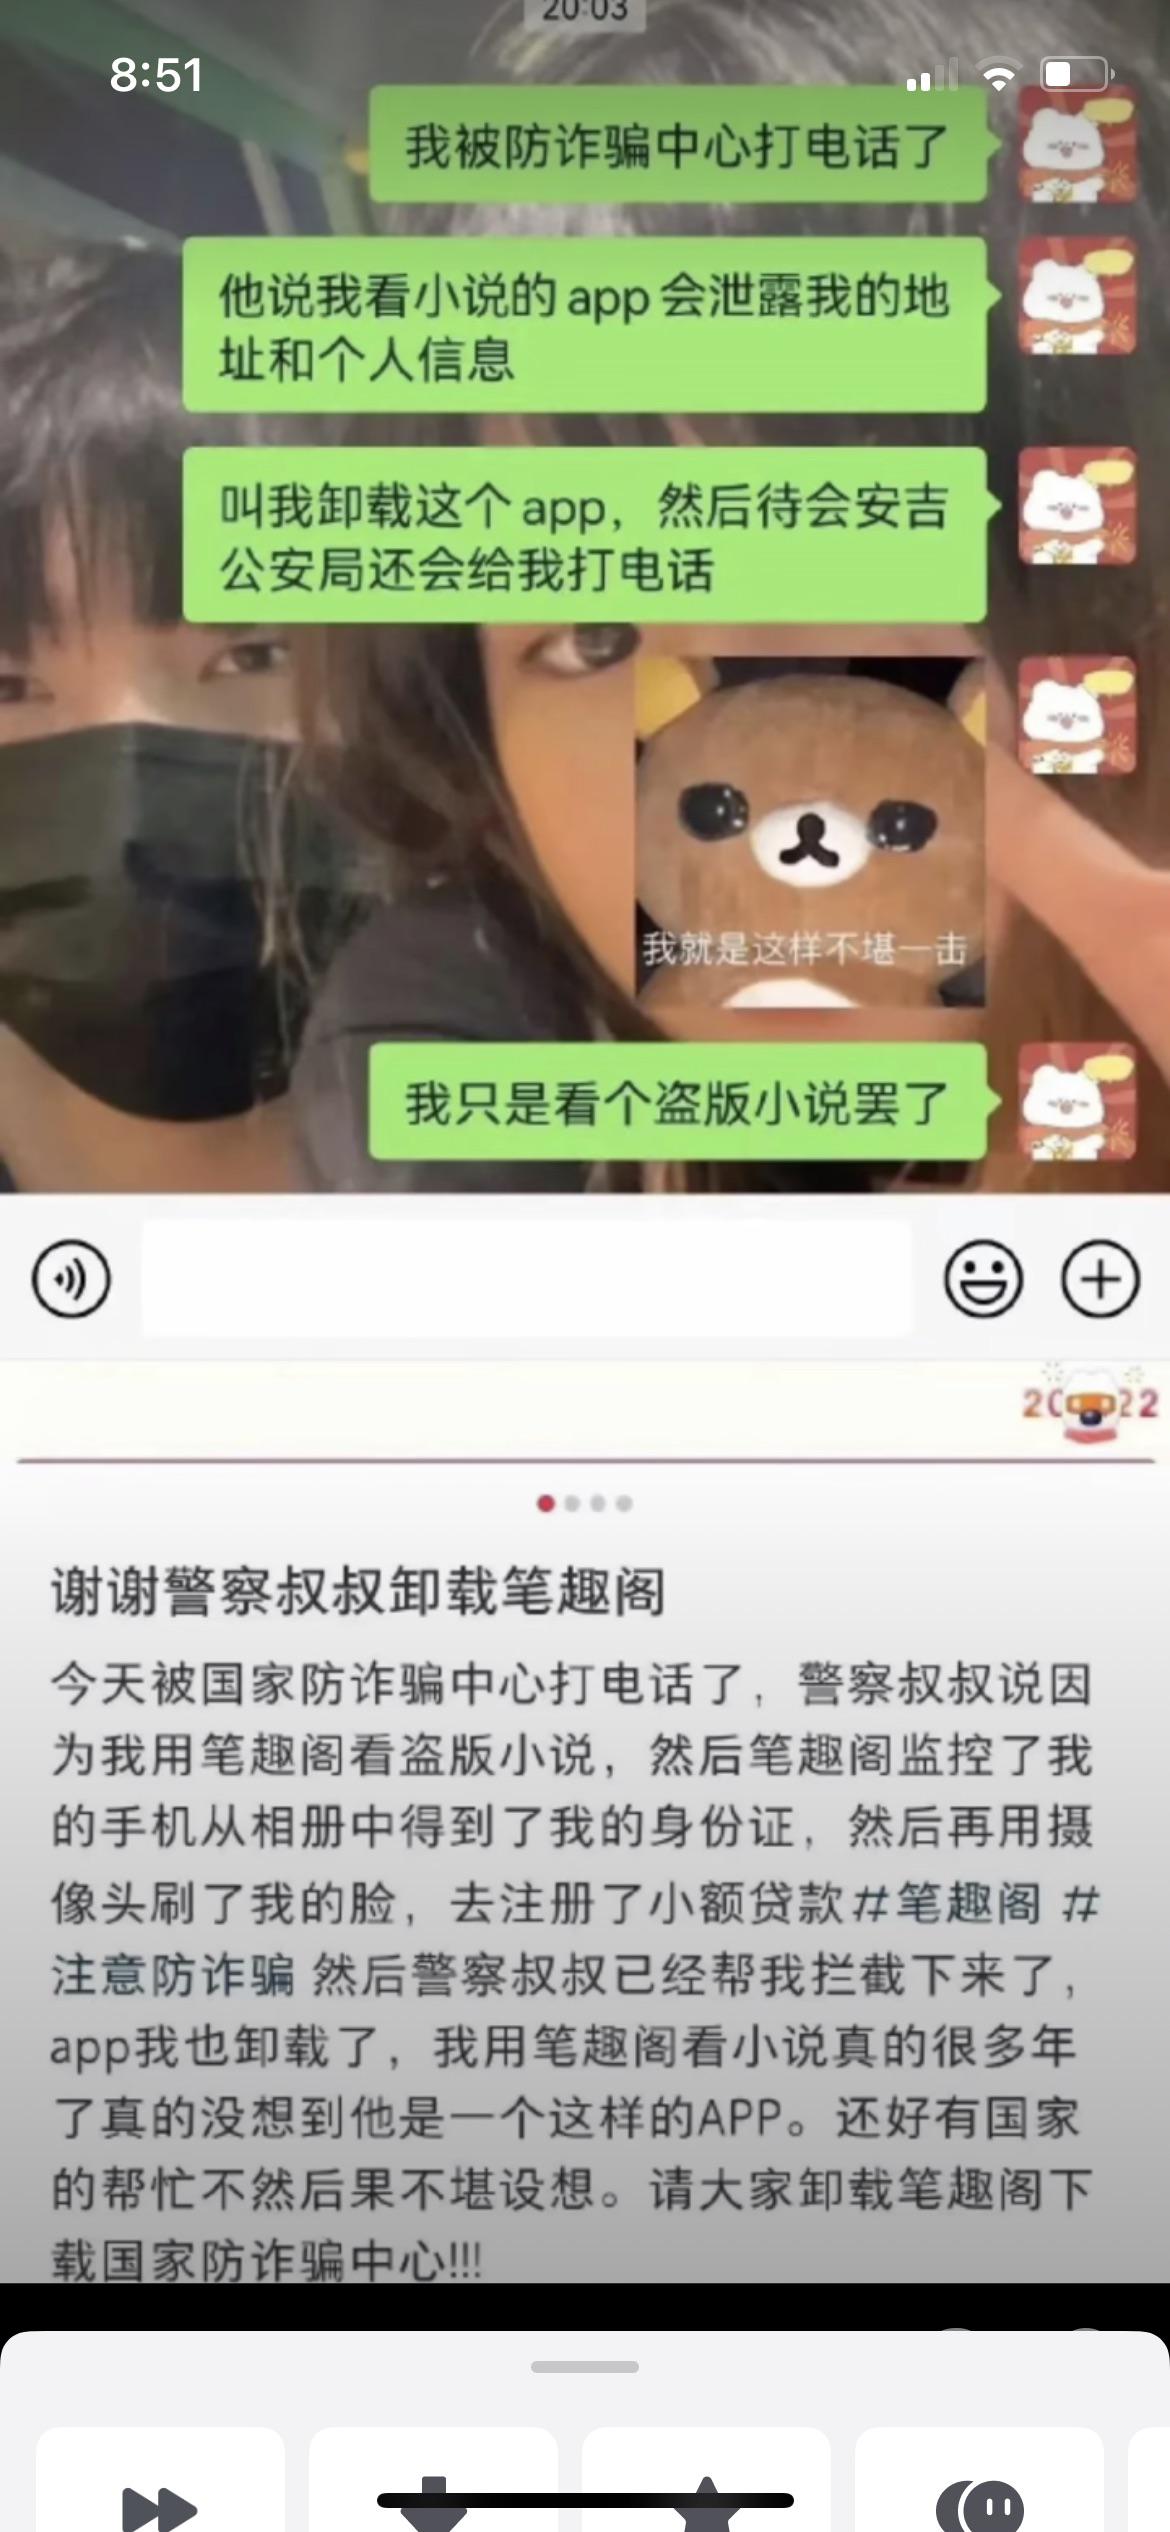 20:03
8:51
我被防诈骗中心打电话了
他说我看小说的app会泄露我的地
址和个人信息
叫我卸载这个app，然后待会安吉
公安局还会给我打电话
我就是这样不堪一击
我只是看个盗版小说罢了
2022
谢谢警察叔叔卸载笔趣阁
今天被国家防诈骗中心打电话了，警察叔叔说因
为我用笔趣阁看盗版小说，然后笔趣阁监控了我
的手机从相册中得到了我的身份证，然后再用摄
像头刷了我的脸，去注册了小额贷款#笔趣阁 #
注意防诈骗 然后警察叔叔已经帮我拦截下来了，
app我也卸载了，我用笔趣阁看小说真的很多年
了真的没想到他是一个这样的APP。还好有国家
的帮忙不然后果不堪设想。请大家卸载笔趣阁下
载国家防诈骗中心!!!